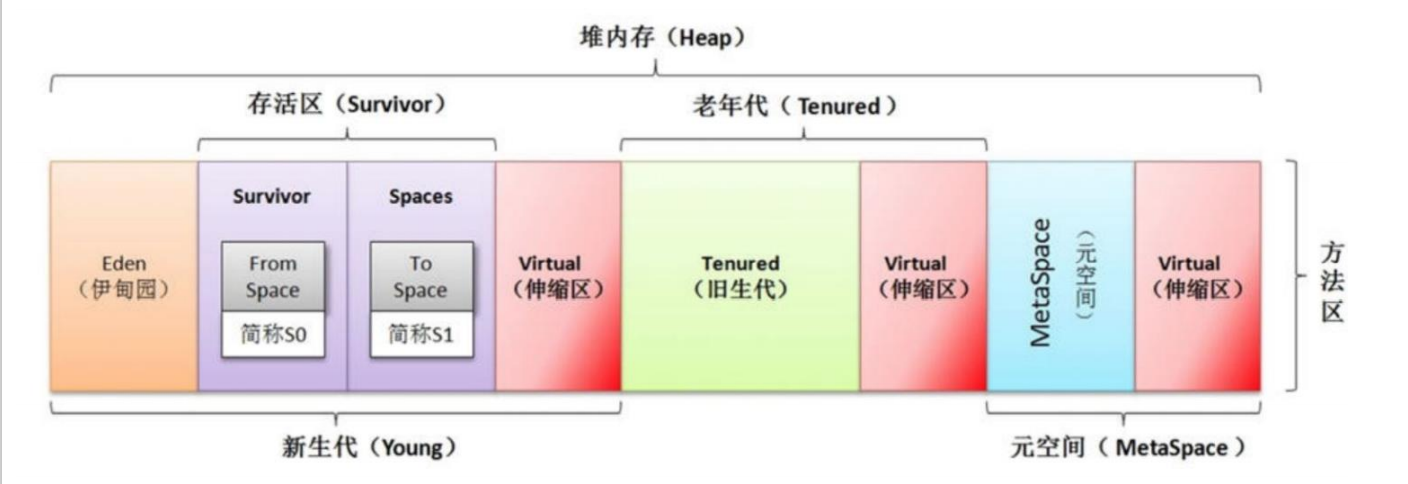 堆内存（Heap）
存活区（Survivor）
老年代（ Tenured ）
Survivor
Spaces
Eden
（伊甸园）
From
Space
简称S0
To
Space
简称S1
Virtual
（伸缩区）
Tenured
（旧生代）
Virtual
（伸缩区）
MetaSpace
（元空间）
Virtual
（伸缩区）
方法区
新生代（Young）
元空间（ MetaSpace ）